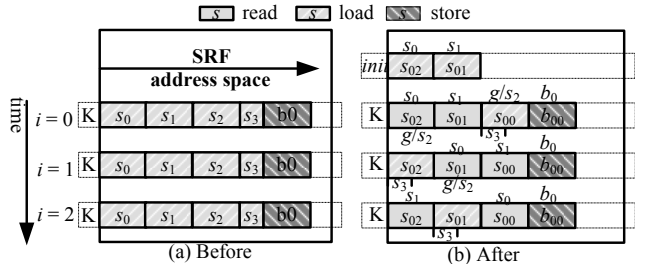 s read s load s store
SRF
address space
time
i = 0 K s0 s1 s2 s3 b0
i = 1 K s0 s1 s2 s3 b0
i = 2 K s0 s1 s2 s3 b0
(a) Before
s0 s1
init s02 s01
s0 s1 g/s2 b0
K s02 s01 s00 b00
g/s2 s0 s3 s1 b0
K s02 s01 s00 b00
s3 s1 g/s2 s0 b0
K s02 s01 s00 b00
s3
(b) After